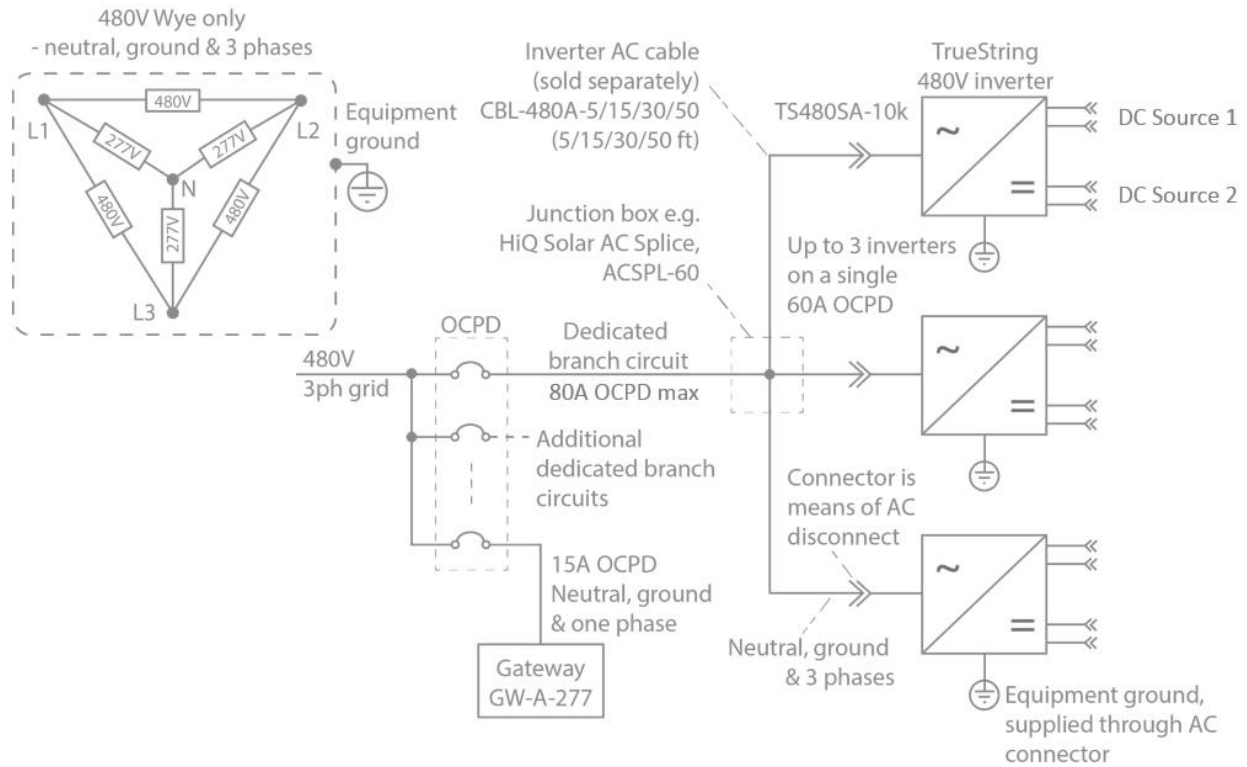 480V Wye only
- neutral, ground & 3 phases
480V
L1
L2
277V
277V
N
480V
277V
480V
L3
Equipment
ground
Inverter AC cable
(sold separately)
CBL-480A-5/15/30/50
(5/15/30/50 ft)
TrueString
480V inverter
TS480SA-10k
~
=
DC Source 1
DC Source 2
Junction box e.g.
HiQ Solar AC Splice,
ACSPL-60
Up to 3 inverters
on a single
60A OCPD
OCPD
480V
3ph grid
Dedicated
branch circuit
80A OCPD max
~
=
Additional
dedicated branch
circuits
Connector is
means of AC
disconnect
15A OCPD
Neutral, ground
& one phase
Gateway
GW-A-277
~
=
Neutral, ground
& 3 phases
Equipment ground,
supplied through AC
connector